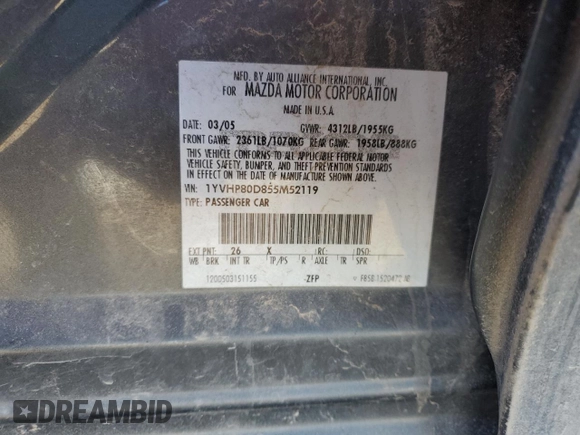 MFD. BY AUTO ALLIANCE INTERNATIONAL, INC.
FOR MAZDA MOTOR CORPORATION
MADE IN U.S.A.
DATE: 03/05 GVWR: 4312LB/1955KG
FRONT GAWR: 2361LB/1070KG REAR GAWR: 1958LB/888KG
THIS VEHICLE CONFORMS TO ALL APPLICABLE FEDERAL MOTOR
VEHICLE SAFETY, BUMPER, AND THEFT PREVENTION STANDARDS
IN EFFECT ON THE DATE OF MANUFACTURE SHOWN ABOVE.
VIN: 1YVHP80D855M52119
TYPE: PASSENGER CAR
EXT PNT: 26 X RC: DSO:
WB BRK INT TR TP/PS R AXLE TR SPR
1200503151155 -ZFP
DREAMBID